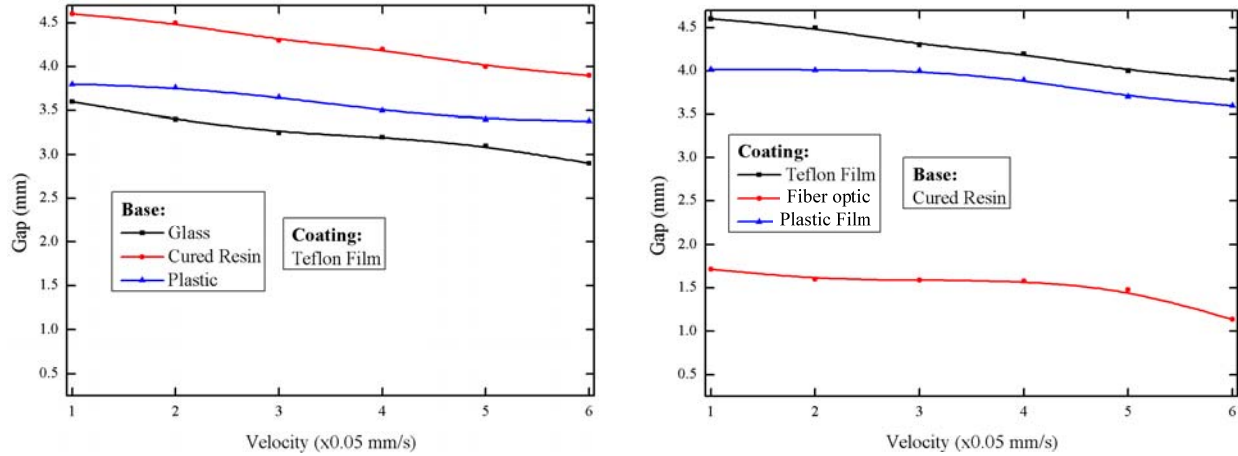 4.5
4.0
3.5
3.0
2.5
2.0
1.5
1.0
0.5
Gap (mm)
Base:
Glass
Cured Resin
Plastic
Coating:
Teflon Film
1 2 3 4 5 6
Velocity (x0.05 mm/s)
4.5
4.0
3.5
3.0
2.5
2.0
1.5
1.0
0.5
Gap (mm)
Coating:
Teflon Film
Fiber optic
Plastic Film
Base:
Cured Resin
1 2 3 4 5 6
Velocity (x0.05 mm/s)